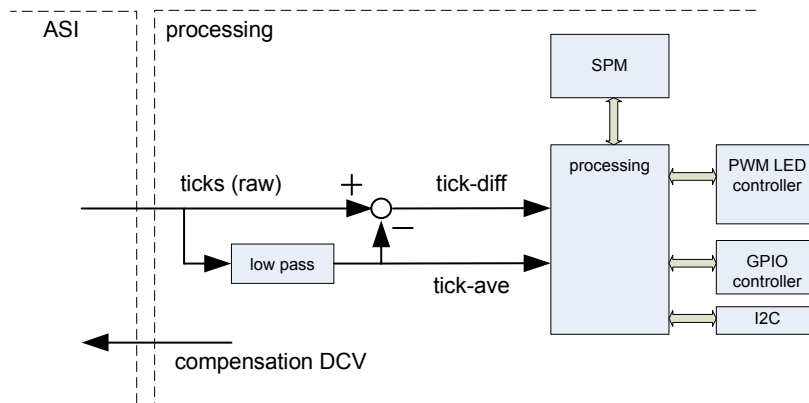 ASI
processing
SPM
processing
PWM LED
controller
ticks (raw)
+
tick-diff
−
low pass
tick-ave
GPIO
controller
I2C
compensation DCV